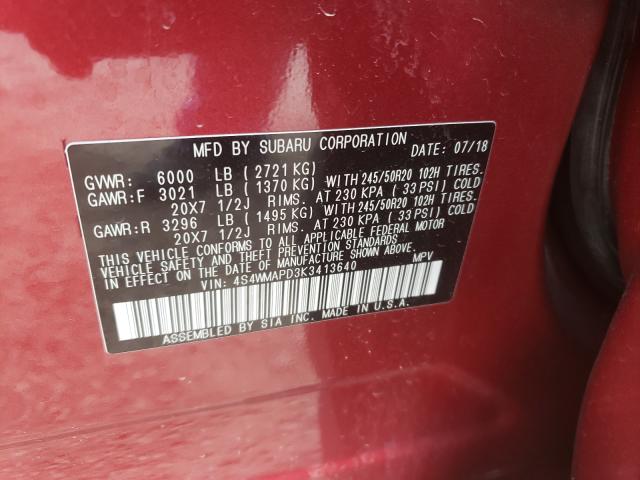 MFD BY SUBARU CORPORATION DATE: 07/18
GVWR: 6000 LB (2721 KG)
GAWR:F 3021 LB (1370 KG) WITH 245/50R20 102H TIRES.
20X7 1/2J RIMS. AT 230 KPA (33 PSI) COLD
GAWR:R 3296 LB (1495 KG) WITH 245/50R20 102H TIRES.
20X7 1/2J RIMS. AT 230 KPA (33 PSI) COLD
THIS VEHICLE CONFORMS TO ALL APPLICABLE FEDERAL MOTOR
VEHICLE SAFETY AND THEFT PREVENTION STANDARDS
IN EFFECT ON THE DATE OF MANUFACTURE SHOWN ABOVE.
VIN: 4S4WMAPD3K3413640 MPV
ASSEMBLED BY SIA INC. MADE IN U.S.A.